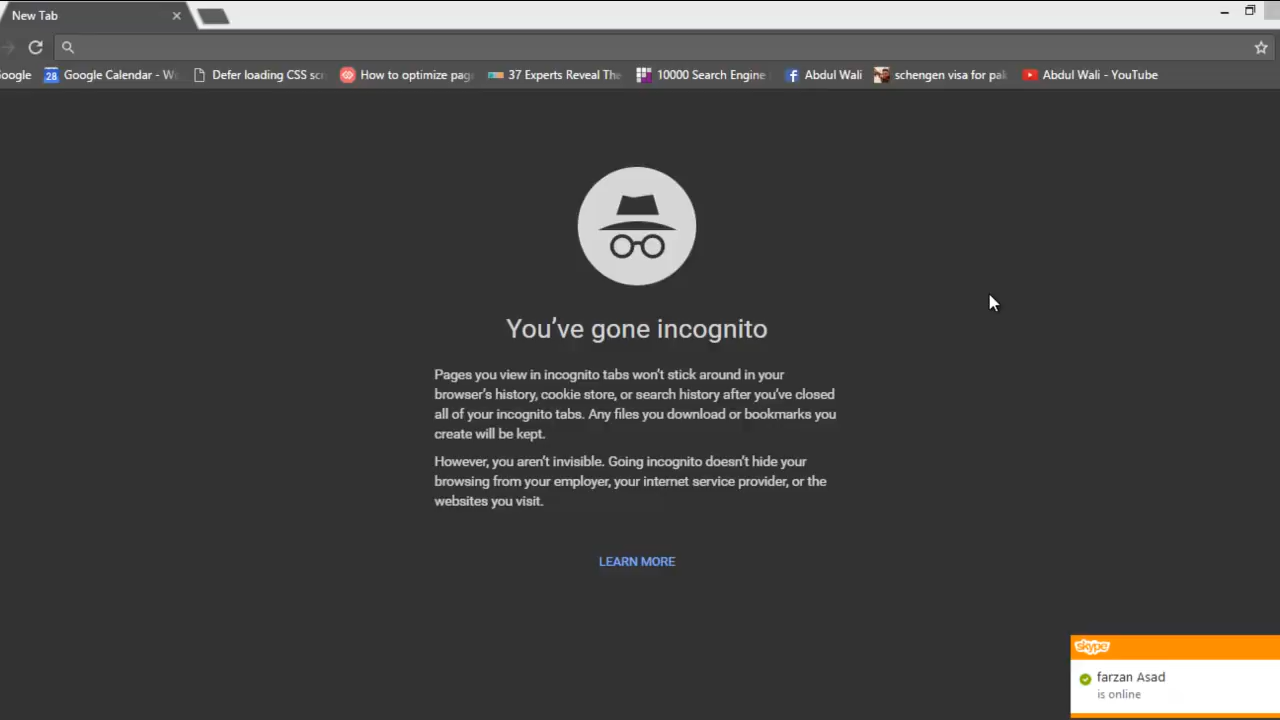 New Tab
oogle
28 Google Calendar - W
Defer loading CSS scr
How to optimize pag
37 Experts Reveal The
10000 Search Engine
Abdul Wali
schengen visa for pak
Abdul Wali - YouTube
You've gone incognito
Pages you view in incognito tabs won't stick around in your
browser's history, cookie store, or search history after you've closed
all of your incognito tabs. Any files you download or bookmarks you
create will be kept.
However, you aren't invisible. Going incognito doesn't hide your
browsing from your employer, your internet service provider, or the
websites you visit.
LEARN MORE
skype
farzan Asad
is online